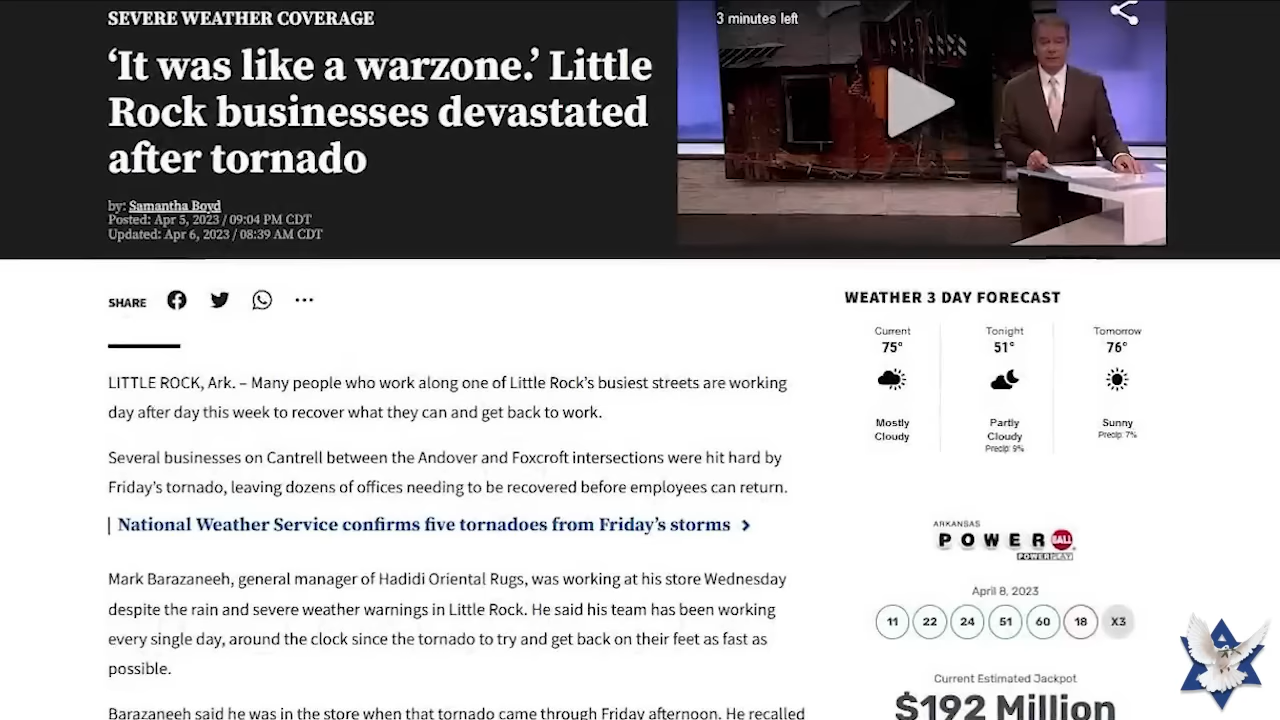 SEVERE WEATHER COVERAGE
‘It was like a warzone.’ Little
Rock businesses devastated
after tornado
by: Samantha Boyd
Posted: Apr 5, 2023 / 09:04 PM CDT
Updated: Apr 6, 2023 / 08:39 AM CDT
3 minutes left
SHARE
LITTLE ROCK, Ark. – Many people who work along one of Little Rock’s busiest streets are working
day after day this week to recover what they can and get back to work.
Several businesses on Cantrell between the Andover and Foxcroft intersections were hit hard by
Friday’s tornado, leaving dozens of offices needing to be recovered before employees can return.
| National Weather Service confirms five tornadoes from Friday’s storms
Mark Barazaneeh, general manager of Hadidi Oriental Rugs, was working at his store Wednesday
despite the rain and severe weather warnings in Little Rock. He said his team has been working
every single day, around the clock since the tornado to try and get back on their feet as fast as
possible.
Barazaneeh said he was in the store when that tornado came through Friday afternoon. He recalled
WEATHER 3 DAY FORECAST
Current Tonight Tomorrow
75° 51° 76°
Mostly Partly Sunny
Cloudy Cloudy Precip: 7%
Precip: 9%
ARKANSAS
POWERBALL
POWERPLAY
April 8, 2023
11 22 24 51 60 18 X3
Current Estimated Jackpot
$192 Million